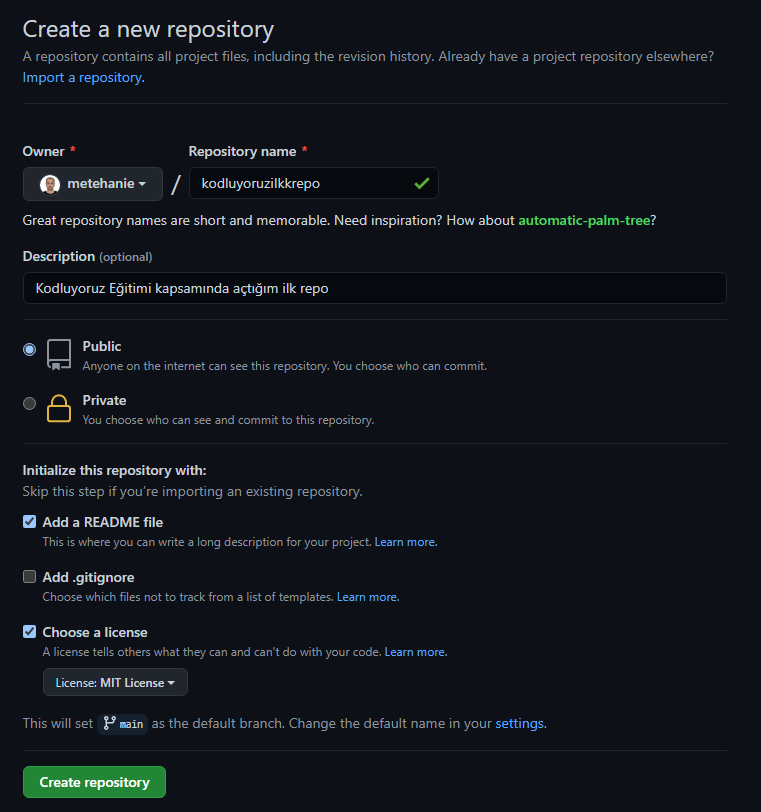 Create a new repository
A repository contains all project files, including the revision history. Already have a project repository elsewhere?
Import a repository.
Owner * Repository name *
metehanie / kodluyoruzilkkrepo
Great repository names are short and memorable. Need inspiration? How about automatic-palm-tree?
Description (optional)
Kodluyoruz Eğitimi kapsamında açtığım ilk repo
Public
Anyone on the internet can see this repository. You choose who can commit.
Private
You choose who can see and commit to this repository.
Initialize this repository with:
Skip this step if you're importing an existing repository.
Add a README file
This is where you can write a long description for your project. Learn more.
Add .gitignore
Choose which files not to track from a list of templates. Learn more.
Choose a license
A license tells others what they can and can't do with your code. Learn more.
License: MIT License
This will set main as the default branch. Change the default name in your settings.
Create repository